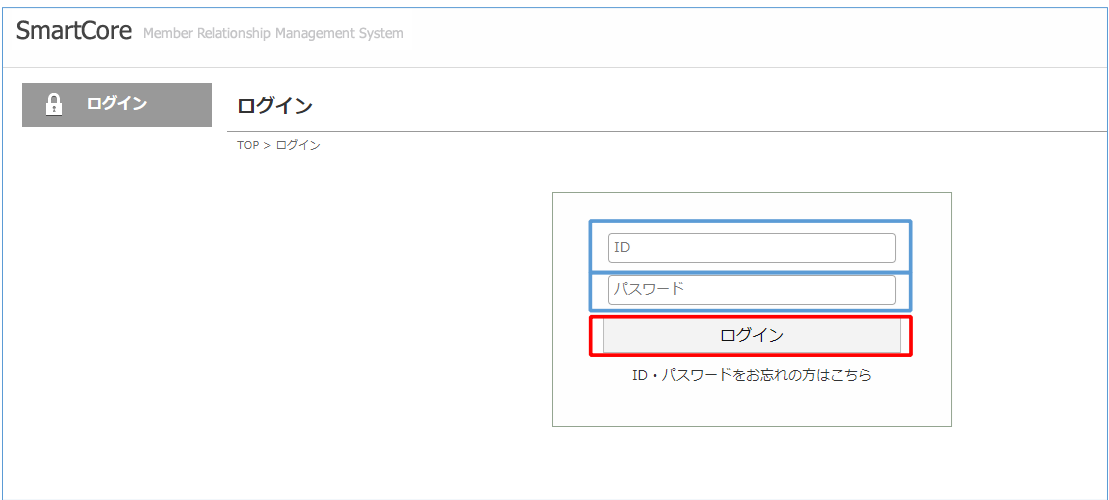 SmartCore Member Relationship Management System
ログイン
ログイン
TOP > ログイン
ID
パスワード
ログイン
ID・パスワードをお忘れの方はこちら